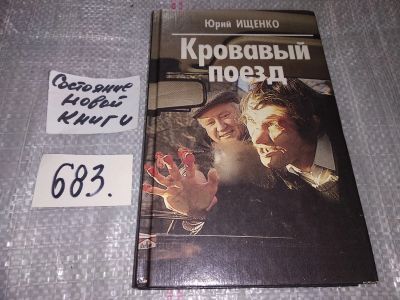 Юрий ИЩЕНКО
Кровавый
поезд
Состояние
новой
книги
683.